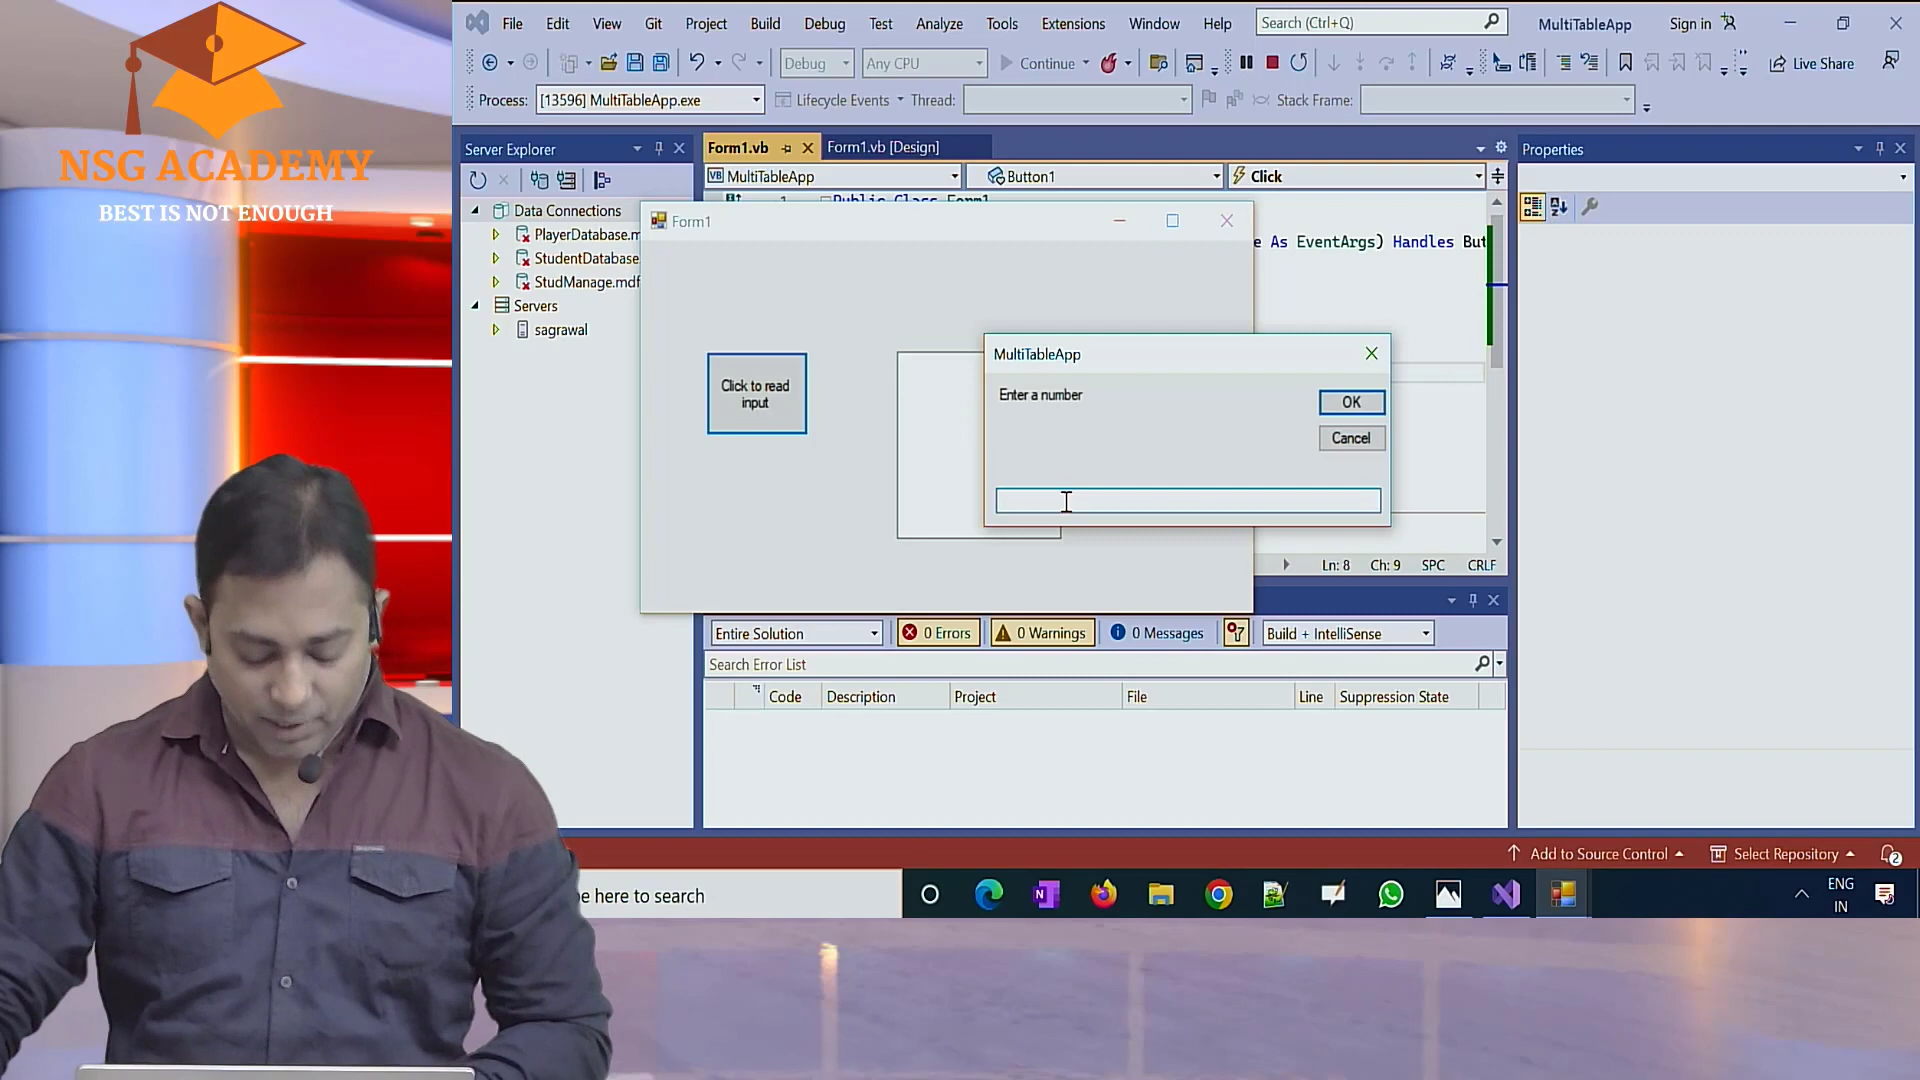 NSG ACADEMY
BEST IS NOT ENOUGH
File Edit View Git Project Build Debug Test Analyze Tools Extensions Window Help Search (Ctrl+Q) MultiTableApp Sign in
Debug Any CPU Continue Live Share
Process: [13596] MultiTableApp.exe Lifecycle Events Thread: Stack Frame:
Server Explorer
Form1.vb Form1.vb [Design]
Properties
MultiTableApp Button1 Click
1 Public Class Form1
Data Connections
PlayerDatabase.m
StudentDatabase
StudManage.mdf
Servers
sagrawal
Form1
e As EventArgs) Handles But
Click to read
input
MultiTableApp
Enter a number
OK
Cancel
Ln: 8 Ch: 9 SPC CRLF
Entire Solution 0 Errors 0 Warnings 0 Messages Build + IntelliSense
Search Error List
Code Description Project File Line Suppression State
Add to Source Control Select Repository 2
here to search
ENG
IN